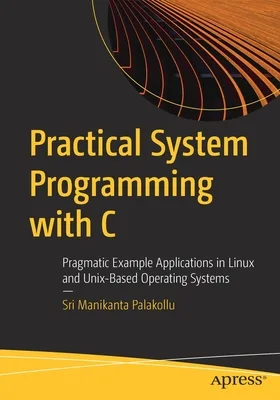 Practical System
Programming
with C
Pragmatic Example Applications in Linux
and Unix-Based Operating Systems
Sri Manikanta Palakollu
Apress®